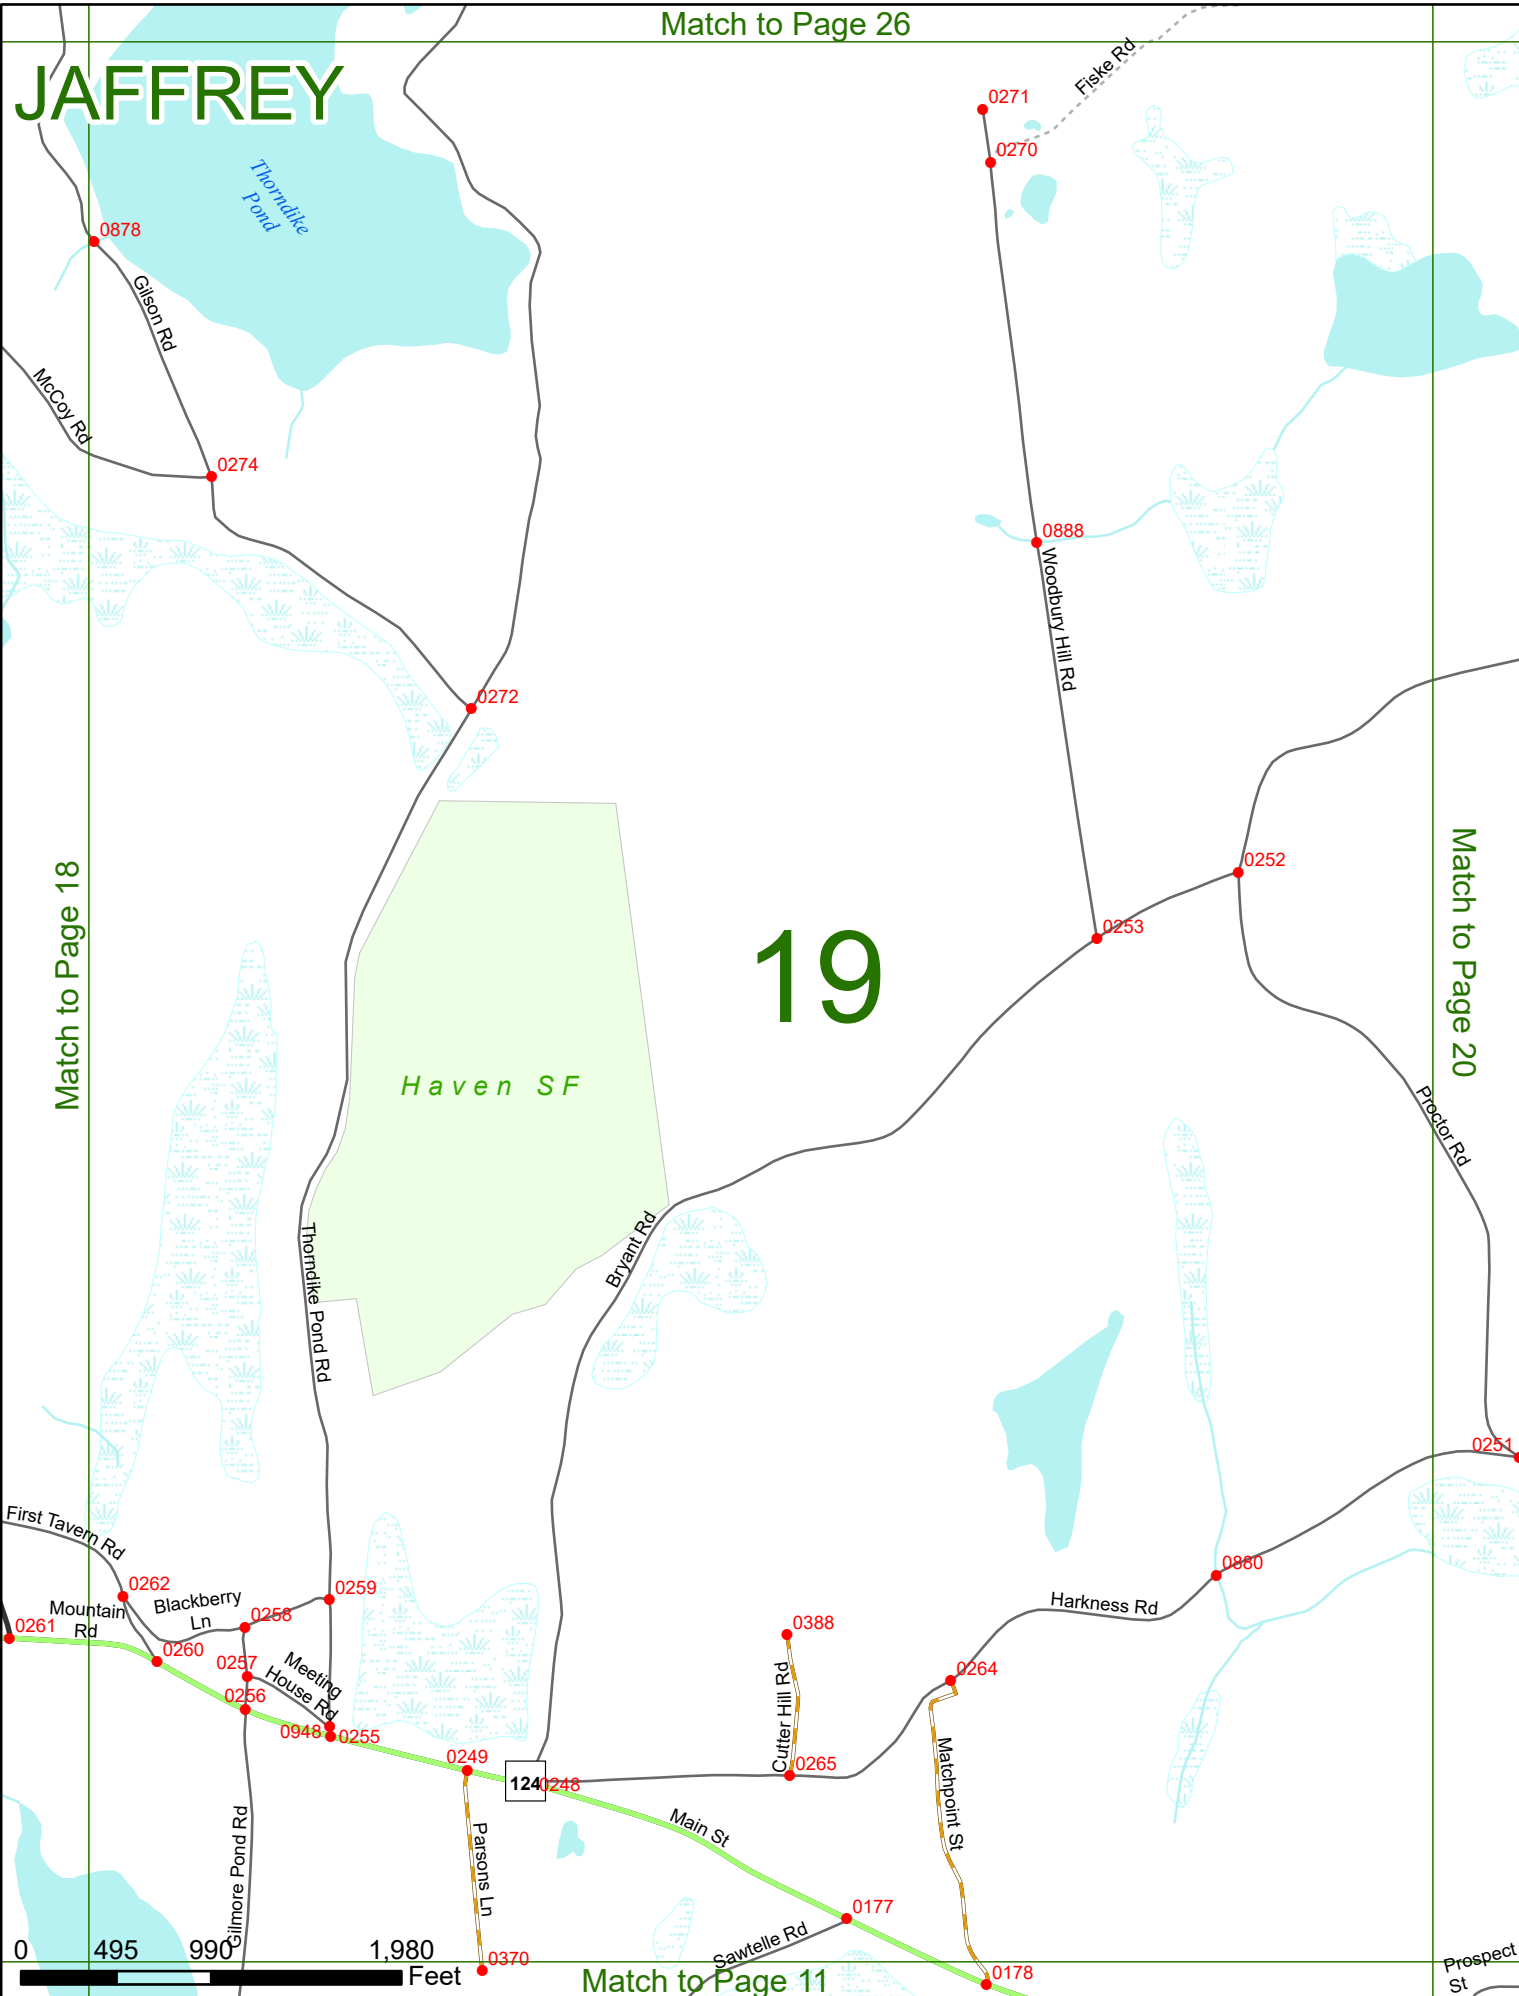 Match to Page 26
JAFFREY
Fiske Rd
0271
0270
Thorndike
Pond
0878
Gilson Rd
McCoy Rd
0274
0888
Woodbury Hill Rd
0272
0252
0253
Match to Page 18
19
Match to Page 20
Haven SF
Proctor Rd
Bryant Rd
Thorndike Pond Rd
0251
First Tavern Rd
0880
0262
Blackberry
Ln
0259
Harkness Rd
Mountain
Rd
0261
0258
0388
0260
0257
Meeting
House Rd
0264
Cutter Hill Rd
0256
0948
0255
Matchpoint St
0249
0265
124
0248
Main St
Gilmore Pond Rd
Parsons Ln
0177
Sawtelle Rd
0
495
990
1,980
Feet
0370
0178
Prospect
St
Match to Page 11